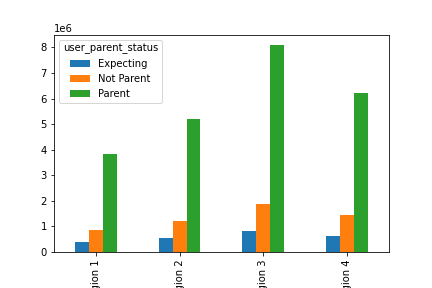 1e6
user_parent_status
Expecting
Not Parent
Parent
8
7
6
5
4
3
2
1
0
gion 1
gion 2
gion 3
gion 4